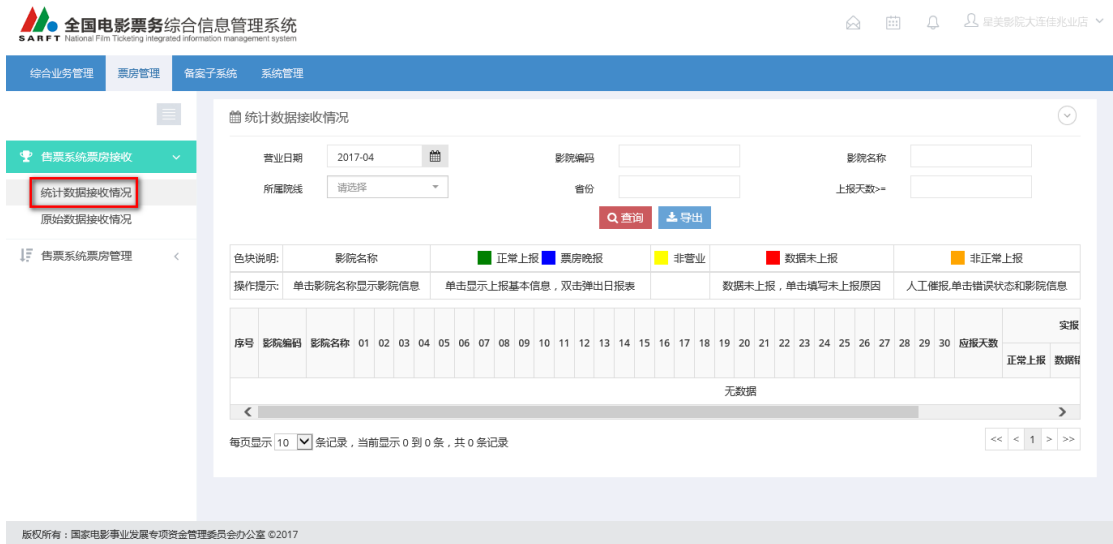 全国电影票务综合信息管理系统
SARFT National Film Ticketing integrated information management system
星美影院大连佳兆业店
综合业务管理 票房管理 备案子系统 系统管理
统计数据接收情况
售票系统票房接收
统计数据接收情况
原始数据接收情况
售票系统票房管理
营业日期 2017-04 影院编码 影院名称
所属院线 请选择 省份 上报天数>=
查询 导出
色块说明: 影院名称 正常上报 票房晚报 非营业 数据未上报 非正常上报
操作提示: 单击影院名称显示影院信息 单击显示上报基本信息，双击弹出日报表 数据未上报，单击填写未上报原因 人工催报,单击错误状态和影院信息
实报
序号 影院编码 影院名称 01 02 03 04 05 06 07 08 09 10 11 12 13 14 15 16 17 18 19 20 21 22 23 24 25 26 27 28 29 30 应报天数
正常上报 数据错
无数据
每页显示 10 条记录，当前显示 0 到 0 条，共 0 条记录
<< < 1 > >>
版权所有：国家电影事业发展专项资金管理委员会办公室 ©2017